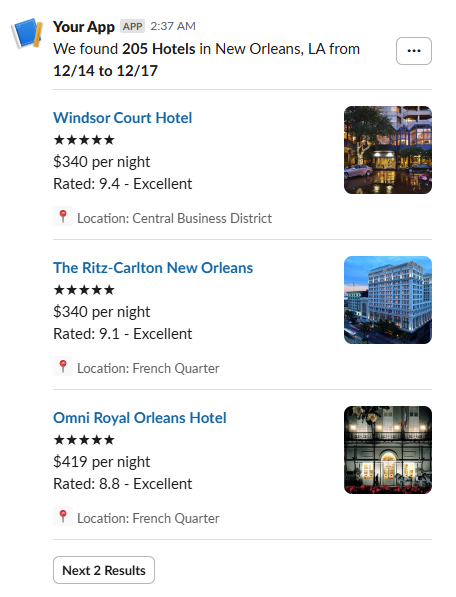 Your App APP 2:37 AM
We found 205 Hotels in New Orleans, LA from
12/14 to 12/17
Windsor Court Hotel
★★★★★
$340 per night
Rated: 9.4 - Excellent
Location: Central Business District
The Ritz-Carlton New Orleans
★★★★★
$340 per night
Rated: 9.1 - Excellent
Location: French Quarter
Omni Royal Orleans Hotel
★★★★★
$419 per night
Rated: 8.8 - Excellent
Location: French Quarter
Next 2 Results